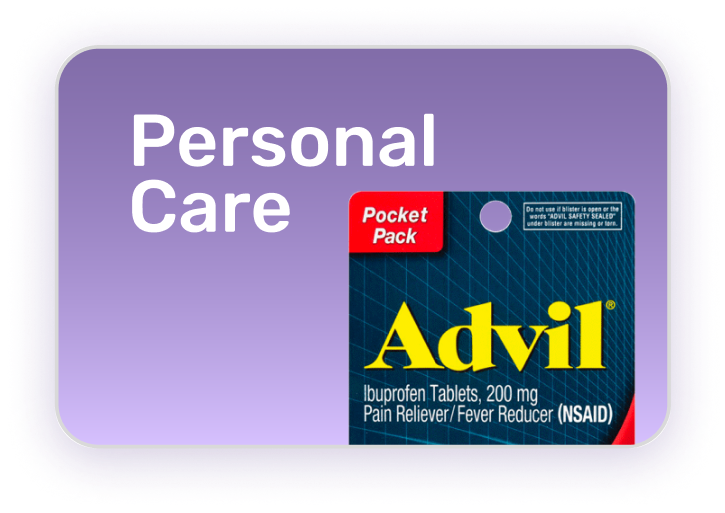 Personal
Care
Pocket
Pack
Do not use if blister is open or the
words "ADVIL SAFETY SEALED"
under blister are missing or torn.
Advil®
Ibuprofen Tablets, 200 mg
Pain Reliever/Fever Reducer (NSAID)